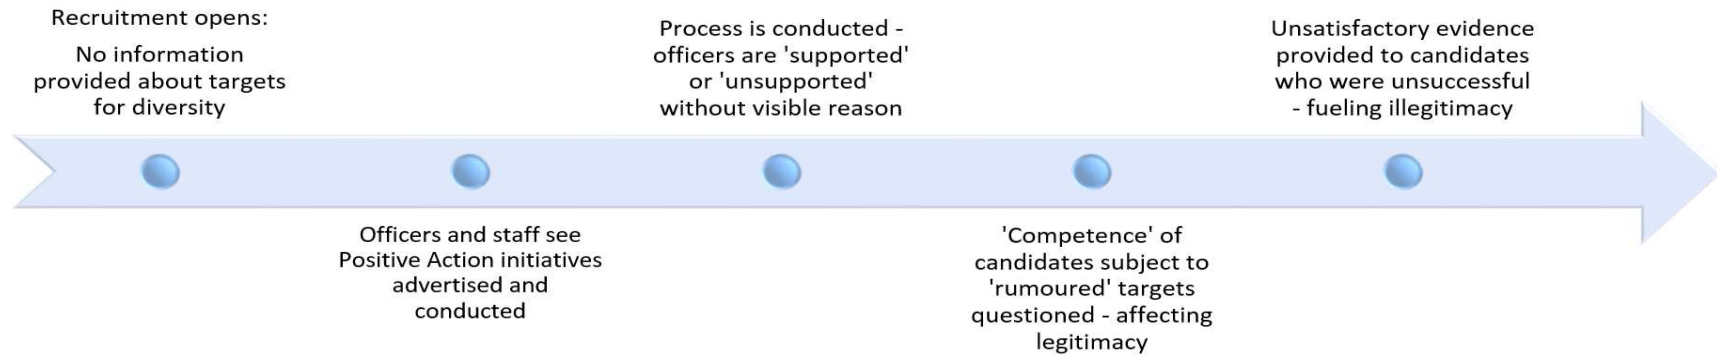 Recruitment opens:
No information
provided about targets
for diversity
Officers and staff see
Positive Action initiatives
advertised and
conducted
Process is conducted -
officers are 'supported'
or 'unsupported'
without visible reason
'Competence' of
candidates subject to
'rumoured' targets
questioned - affecting
legitimacy
Unsatisfactory evidence
provided to candidates
who were unsuccessful
- fueling illegitimacy